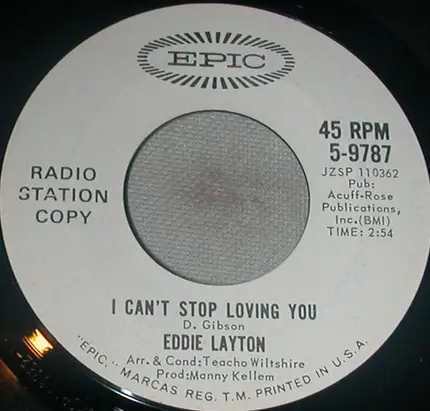 EPIC
RADIO
STATION
COPY
45 RPM
5-9787
JZSP 110362
Pub:
Acuff-Rose
Publications,
Inc.(BMI)
TIME: 2:54
I CAN'T STOP LOVING YOU
D. Gibson
EDDIE LAYTON
Arr. & Cond: Teacho Wiltshire
Prod: Manny Kellem
"EPIC," MARCAS REG. T.M. PRINTED IN U.S.A.